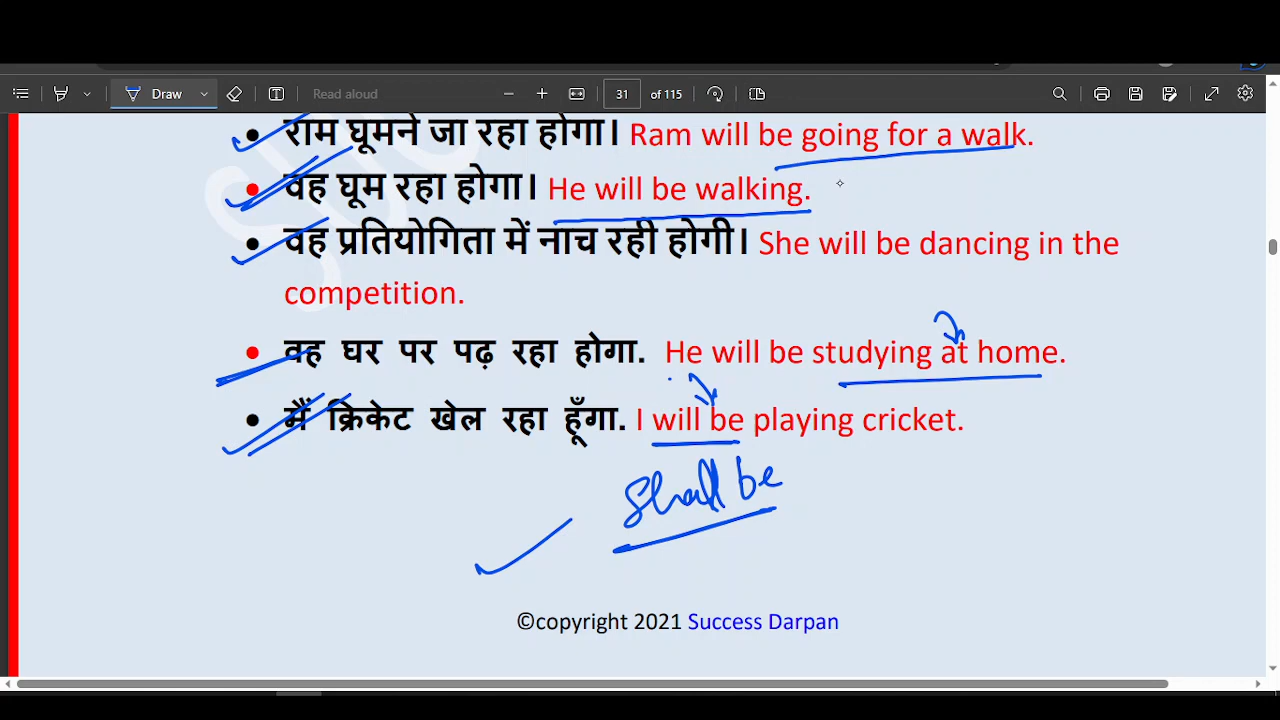 Draw
Read aloud
31 of 115
राम घूमने जा रहा होगा। Ram will be going for a walk.
वह घूम रहा होगा। He will be walking.
वह प्रतियोगिता में नाच रही होगी। She will be dancing in the
competition.
वह घर पर पढ़ रहा होगा. He will be studying at home.
मैं क्रिकेट खेल रहा हूँगा. I will be playing cricket.
Shall be
©copyright 2021 Success Darpan